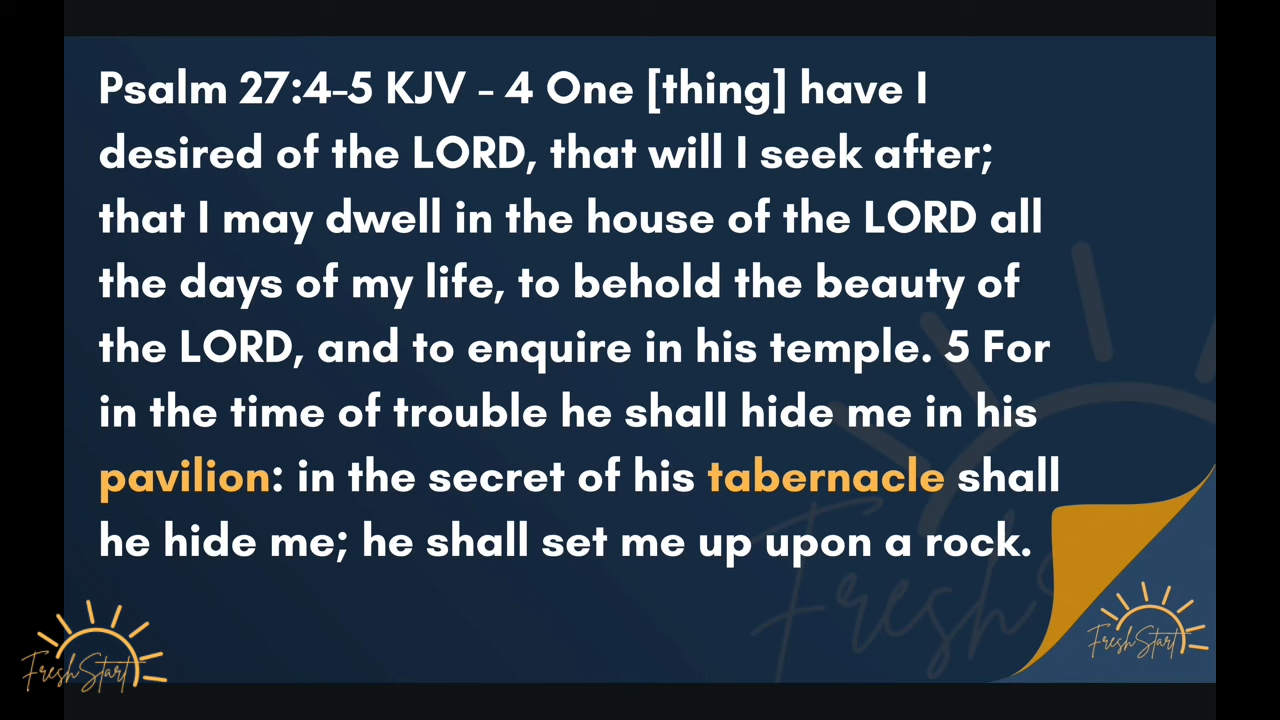 Psalm 27:4-5 KJV - 4 One [thing] have I
desired of the LORD, that will I seek after;
that I may dwell in the house of the LORD all
the days of my life, to behold the beauty of
the LORD, and to enquire in his temple. 5 For
in the time of trouble he shall hide me in his
pavilion: in the secret of his tabernacle shall
he hide me; he shall set me up upon a rock.
FreshStart
FreshStart
FreshS